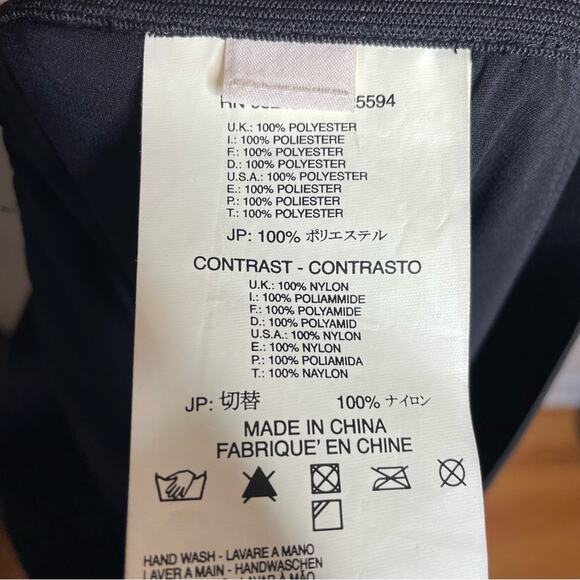 5594
U.K.: 100% POLYESTER
I.: 100% POLIESTERE
F.: 100% POLYESTER
D.: 100% POLYESTER
U.S.A.: 100% POLYESTER
E.: 100% POLIESTER
P.: 100% POLIESTER
T.: 100% POLYESTER
JP: 100% ポリエステル
CONTRAST - CONTRASTO
U.K.: 100% NYLON
I.: 100% POLIAMMIDE
F.: 100% POLYAMIDE
D.: 100% POLYAMID
U.S.A.: 100% NYLON
E.: 100% NYLON
P.: 100% POLIAMIDA
T.: 100% NAYLON
JP: 切替 100% ナイロン
MADE IN CHINA
FABRIQUE' EN CHINE
HAND WASH - LAVARE A MANO
LAVER A MAIN - HANDWASCHEN